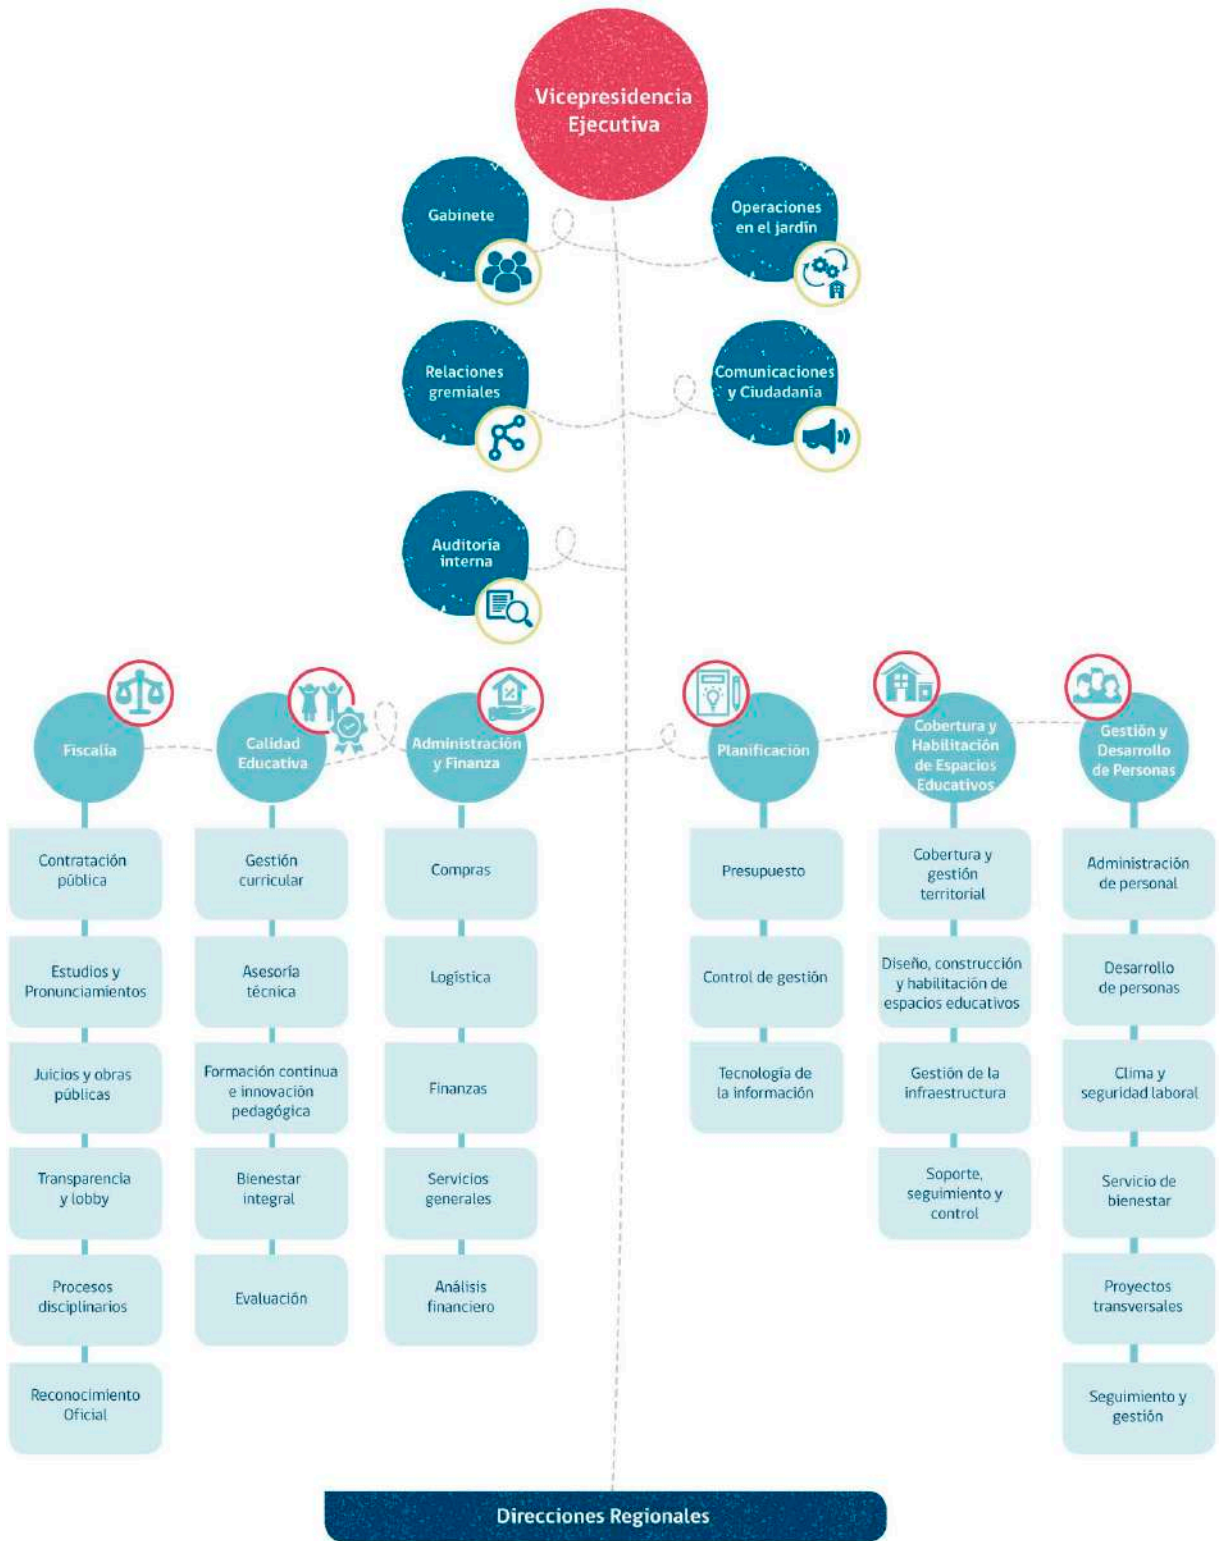 Vicepresidencia
Ejecutiva
Gabinete
Operaciones
en el jardín
Relaciones
gremiales
Comunicaciones
y Ciudadanía
Auditoría
interna
Fiscalía
Calidad
Educativa
Administración
y Finanza
Planificación
Cobertura y
Habilitación
de Espacios
Educativos
Gestión y
Desarrollo
de Personas
Contratación
pública
Estudios y
Pronunciamientos
Juicios y obras
públicas
Transparencia
y lobby
Procesos
disciplinarios
Reconocimiento
Oficial
Gestión
curricular
Asesoría
técnica
Formación continua
e innovación
pedagógica
Bienestar
integral
Evaluación
Compras
Logística
Finanzas
Servicios
generales
Análisis
financiero
Presupuesto
Control de gestión
Tecnología de
la información
Cobertura y
gestión
territorial
Diseño, construcción
y habilitación de
espacios educativos
Gestión de la
infraestructura
Soporte,
seguimiento y
control
Administración
de personal
Desarrollo
de personas
Clima y
seguridad laboral
Servicio de
bienestar
Proyectos
transversales
Seguimiento y
gestión
Direcciones Regionales